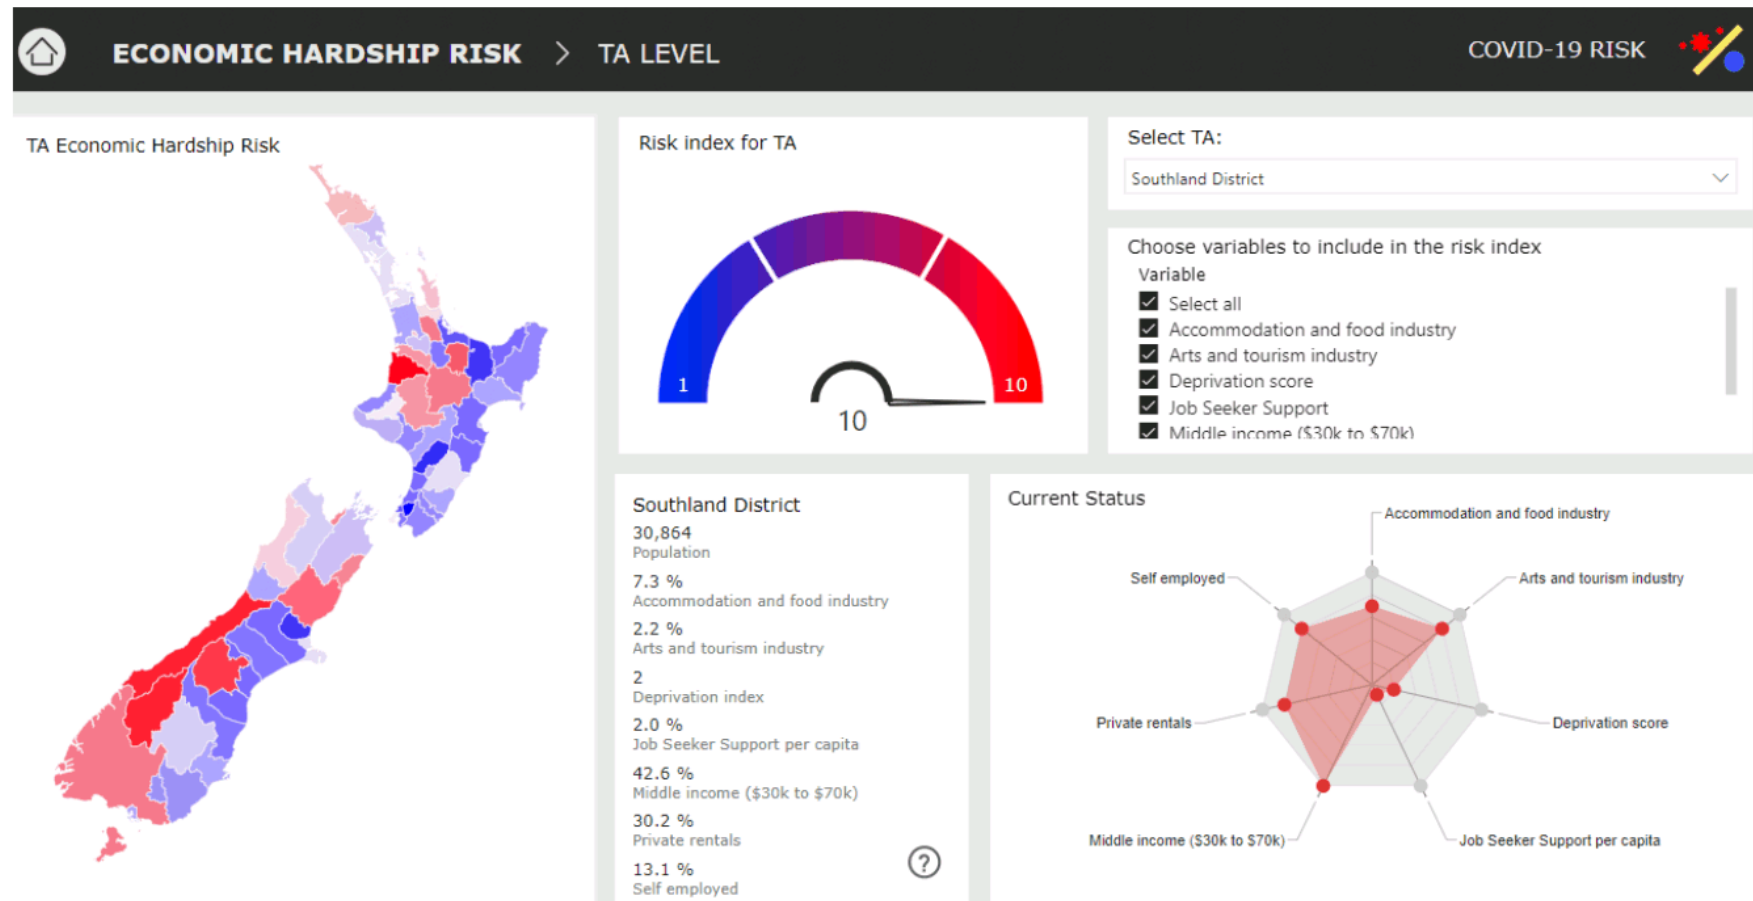 ECONOMIC HARDSHIP RISK > TA LEVEL
COVID-19 RISK
TA Economic Hardship Risk
Risk index for TA
1
10
10
Select TA:
Southland District
Choose variables to include in the risk index
Variable
Select all
Accommodation and food industry
Arts and tourism industry
Deprivation score
Job Seeker Support
Middle income ($30k to $70k)
Southland District
30,864
Population
7.3 %
Accommodation and food industry
2.2 %
Arts and tourism industry
2
Deprivation index
2.0 %
Job Seeker Support per capita
42.6 %
Middle income ($30k to $70k)
30.2 %
Private rentals
13.1 %
Self employed
?
Current Status
Accommodation and food industry
Self employed
Arts and tourism industry
Private rentals
Deprivation score
Middle income ($30k to $70k)
Job Seeker Support per capita